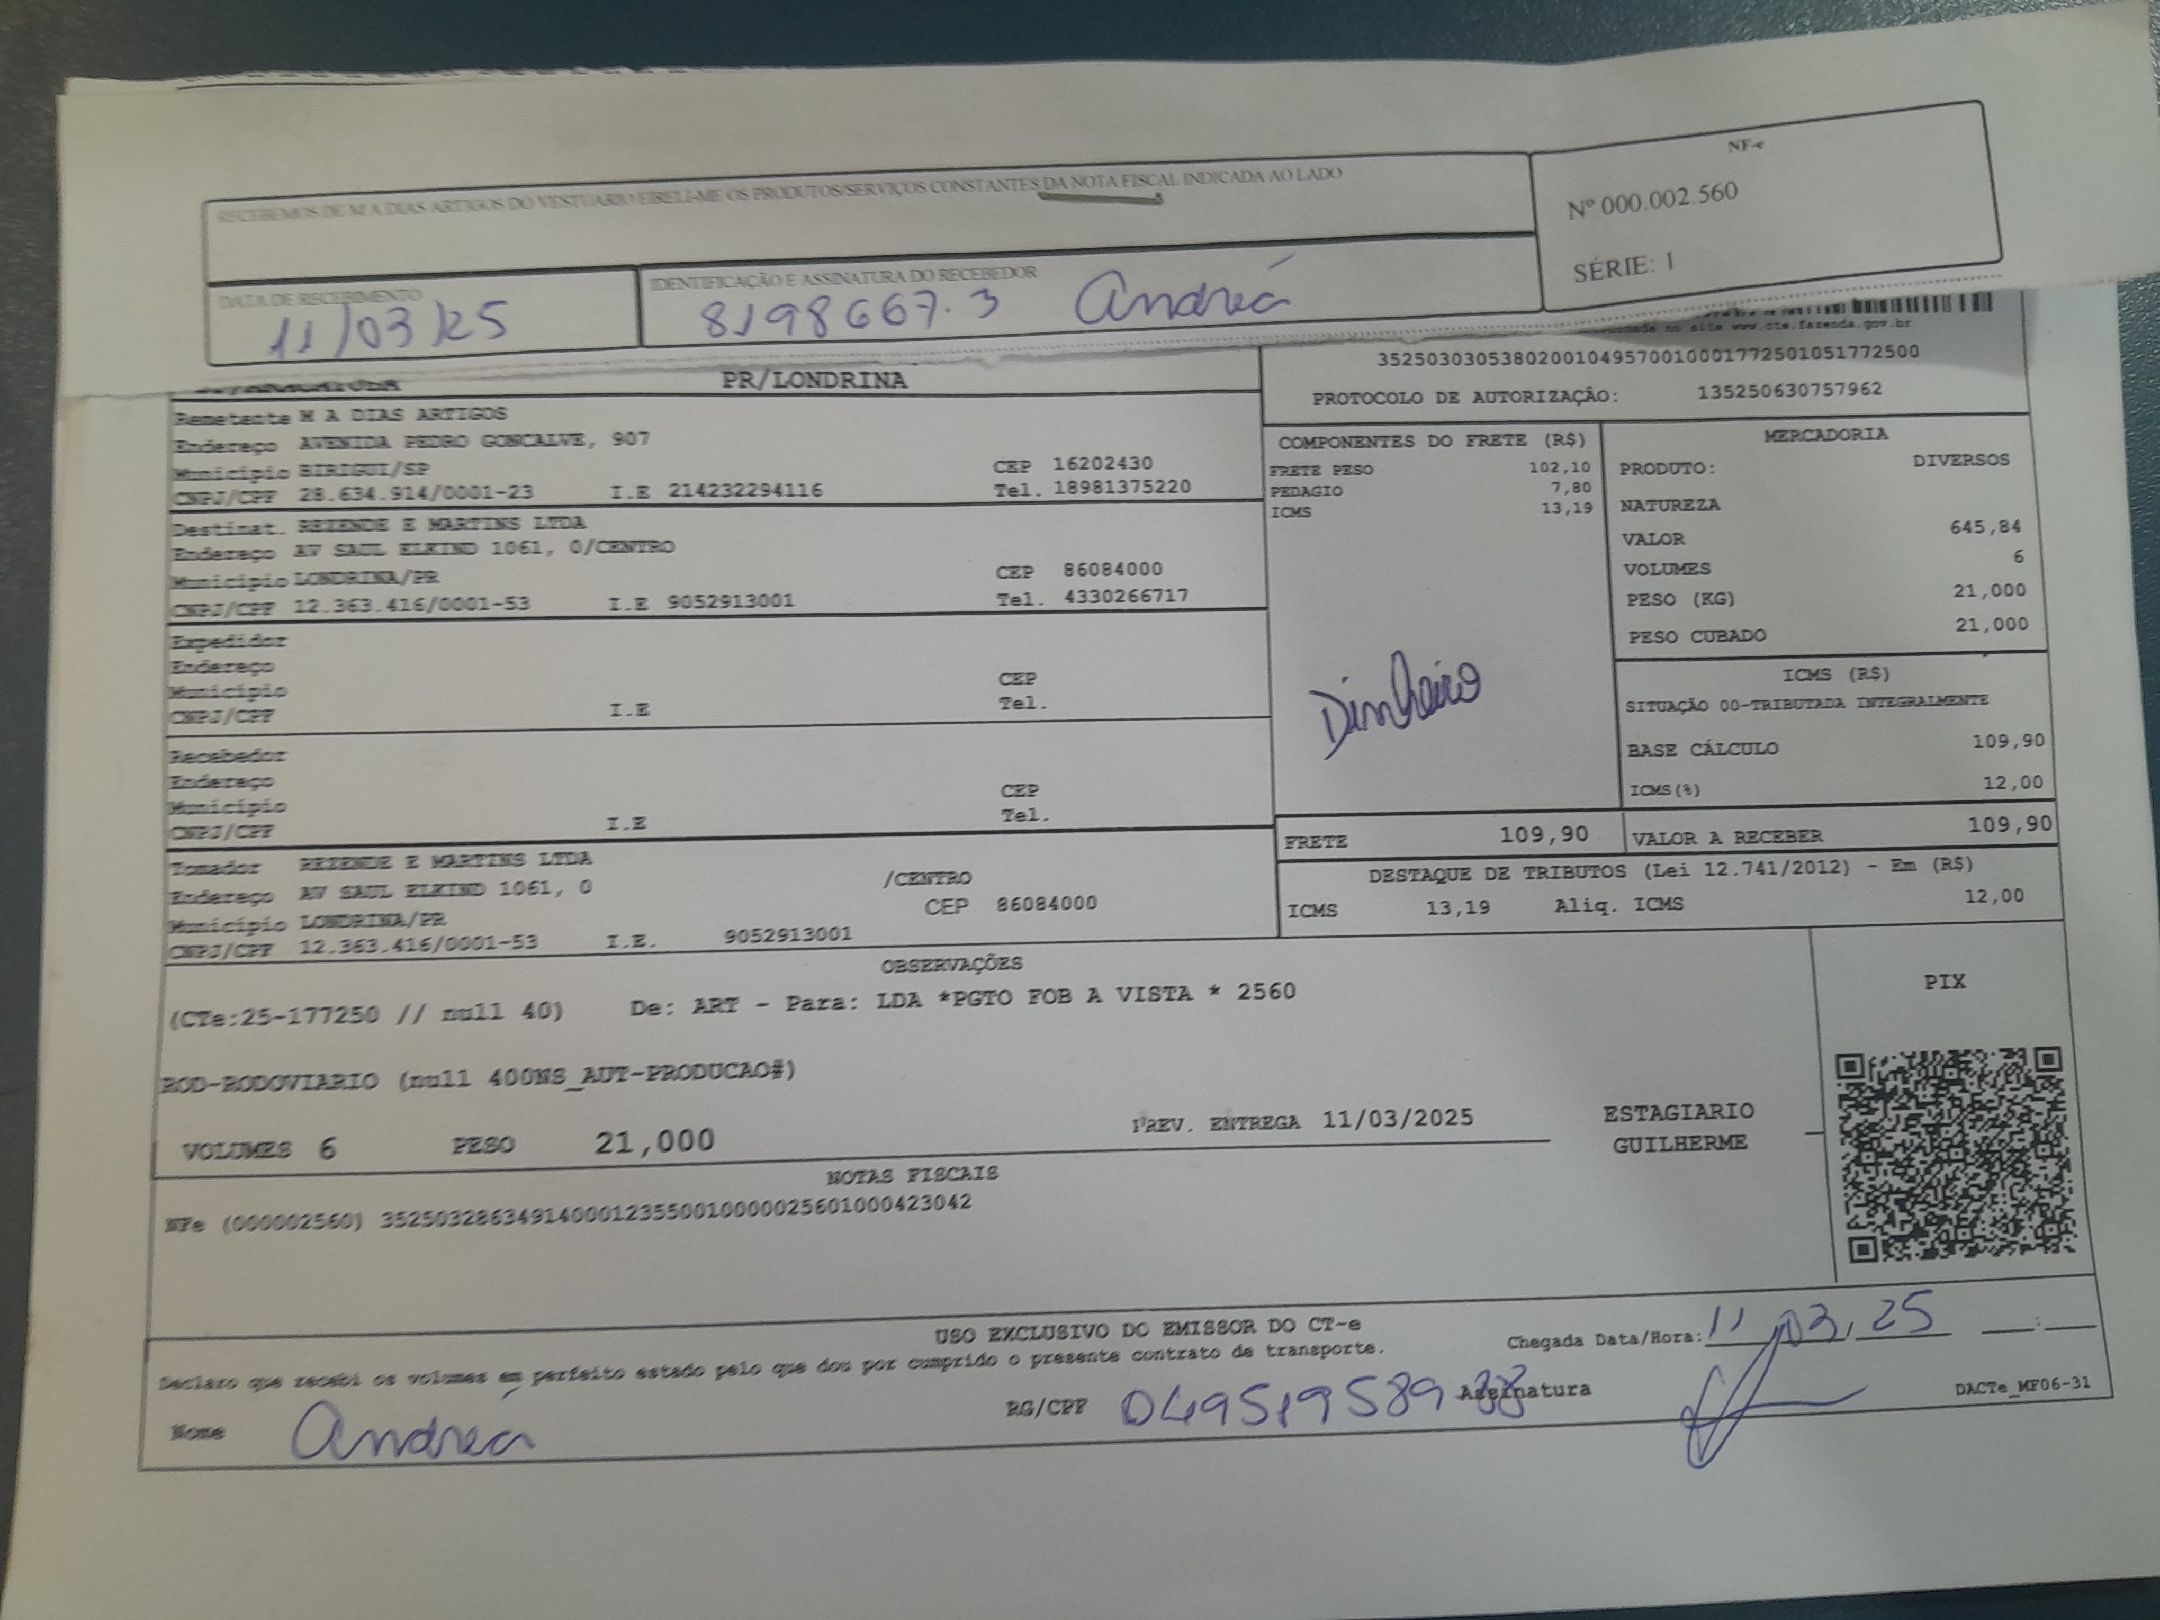 RECEBEMOS DE M A DIAS ARTIGOS DO VESTUARIO EIRELI-ME OS PRODUTOS/SERVIÇOS CONSTANTES DA NOTA FISCAL INDICADA AO LADO
NF-e
Nº 000.002.560
SÉRIE: 1
DATA DE RECEBIMENTO
11/03/25
IDENTIFICAÇÃO E ASSINATURA DO RECEBEDOR
8198667.3 Andréa
no site www.cte.fazenda.gov.br
35250303053802001049570010001772501051772500
PROTOCOLO DE AUTORIZAÇÃO: 135250630757962
PR/LONDRINA
Remetente M A DIAS ARTIGOS
Endereço AVENIDA PEDRO GONCALVE, 907
Município BIRIGUI/SP CEP 16202430
CNPJ/CPF 28.634.914/0001-23 I.E 214232294116 Tel. 18981375220
Destinat. REZENDE E MARTINS LTDA
Endereço AV SAUL ELKIND 1061, 0/CENTRO
Município LONDRINA/PR CEP 86084000
CNPJ/CPF 12.363.416/0001-53 I.E 9052913001 Tel. 4330266717
Expedidor
Endereço
Município CEP
CNPJ/CPF I.E Tel.
Recebedor
Endereço
Município CEP
CNPJ/CPF I.E Tel.
Tomador REZENDE E MARTINS LTDA
Endereço AV SAUL ELKIND 1061, 0 /CENTRO
Município LONDRINA/PR CEP 86084000
CNPJ/CPF 12.363.416/0001-53 I.E. 9052913001
COMPONENTES DO FRETE (R$)
FRETE PESO 102,10
PEDAGIO 7,80
ICMS 13,19
Dinheiro
FRETE 109,90
MERCADORIA
PRODUTO: DIVERSOS
NATUREZA
VALOR 645,84
VOLUMES 6
PESO (KG) 21,000
PESO CUBADO 21,000
ICMS (R$)
SITUAÇÃO 00-TRIBUTADA INTEGRALMENTE
BASE CÁLCULO 109,90
ICMS(%) 12,00
VALOR A RECEBER 109,90
DESTAQUE DE TRIBUTOS (Lei 12.741/2012) - Em (R$)
ICMS 13,19 Aliq. ICMS 12,00
OBSERVAÇÕES
(CTe:25-177250 // null 40) De: ART - Para: LDA *PGTO FOB A VISTA * 2560
ROD-RODOVIARIO (null 400NS_AUT-PRODUCAO#)
VOLUMES 6 PESO 21,000 PREV. ENTREGA 11/03/2025
ESTAGIARIO
GUILHERME
PIX
NOTAS FISCAIS
NFe (000002560) 35250328634914000123550010000025601000423042
USO EXCLUSIVO DO EMISSOR DO CT-e
Chegada Data/Hora: 11/03/25 __:__
Declaro que recebi os volumes em perfeito estado pelo que dou por cumprido o presente contrato de transporte.
Nome Andréa RG/CPF 049519589 Assinatura
DACTe_MF06-31